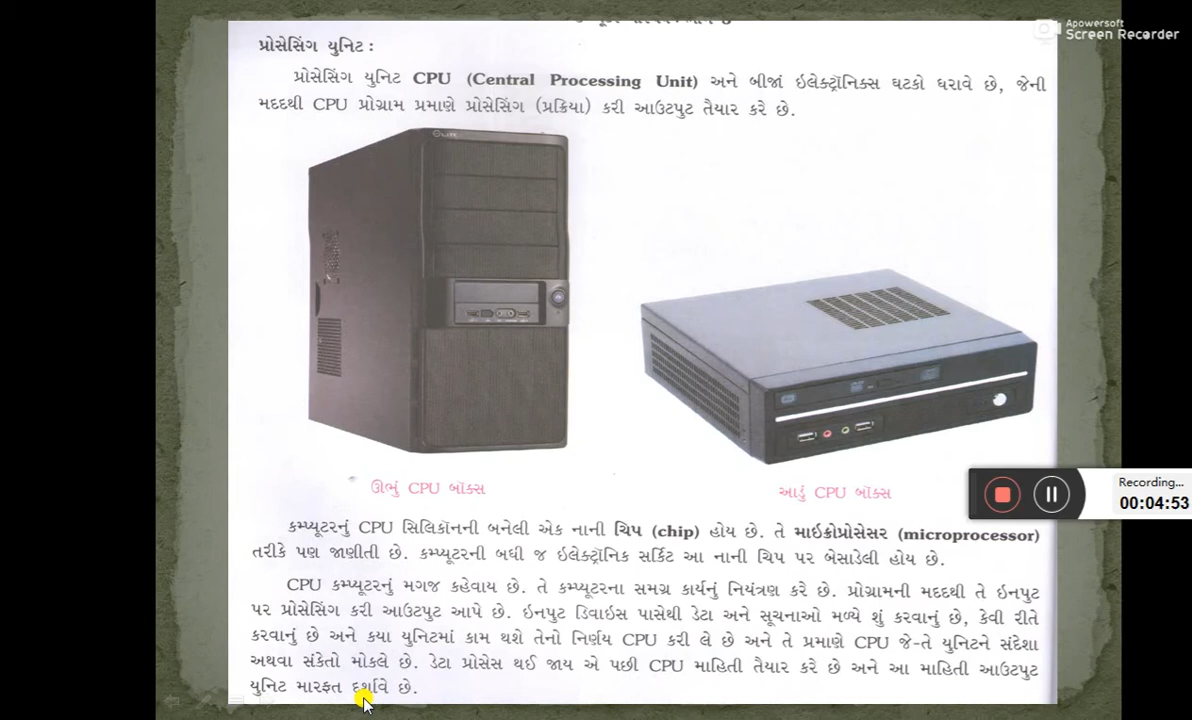 Apowersoft
Screen Recorder
પ્રોસેસિંગ યુનિટ :
પ્રોસેસિંગ યુનિટ CPU (Central Processing Unit) અને બીજાં ઇલેક્ટ્રૉનિક્સ ઘટકો ધરાવે છે, જેની
મદદથી CPU પ્રોગ્રામ પ્રમાણે પ્રોસેસિંગ (પ્રક્રિયા) કરી આઉટપુટ તૈયાર કરે છે.
ઊભું CPU બૉક્સ
આડું CPU બૉક્સ
Recording...
00:04:53
કમ્પ્યૂટરનું CPU સિલિકૉનની બનેલી એક નાની ચિપ (chip) હોય છે. તે માઇક્રોપ્રોસેસર (microprocessor)
તરીકે પણ જાણીતી છે. કમ્પ્યૂટરની બધી જ ઇલેક્ટ્રૉનિક સર્કિટ આ નાની ચિપ પર બેસાડેલી હોય છે.
CPU કમ્પ્યૂટરનું મગજ કહેવાય છે. તે કમ્પ્યૂટરના સમગ્ર કાર્યનું નિયંત્રણ કરે છે. પ્રોગ્રામની મદદથી તે ઇનપુટ
પર પ્રોસેસિંગ કરી આઉટપુટ આપે છે. ઇનપુટ ડિવાઇસ પાસેથી ડેટા અને સૂચનાઓ મળ્યે શું કરવાનું છે, કેવી રીતે
કરવાનું છે અને કયા યુનિટમાં કામ થશે તેનો નિર્ણય CPU કરી લે છે અને તે પ્રમાણે CPU જે-તે યુનિટને સંદેશા
અથવા સંકેતો મોકલે છે. ડેટા પ્રોસેસ થઈ જાય એ પછી CPU માહિતી તૈયાર કરે છે અને આ માહિતી આઉટપુટ
યુનિટ મારફત દર્શાવે છે.